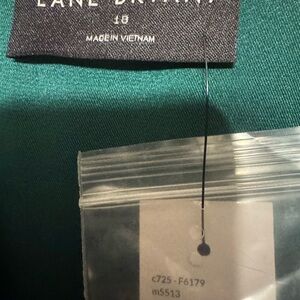 LANE BRYANT
18
MADE IN VIETNAM
c725 - F6179
m5513